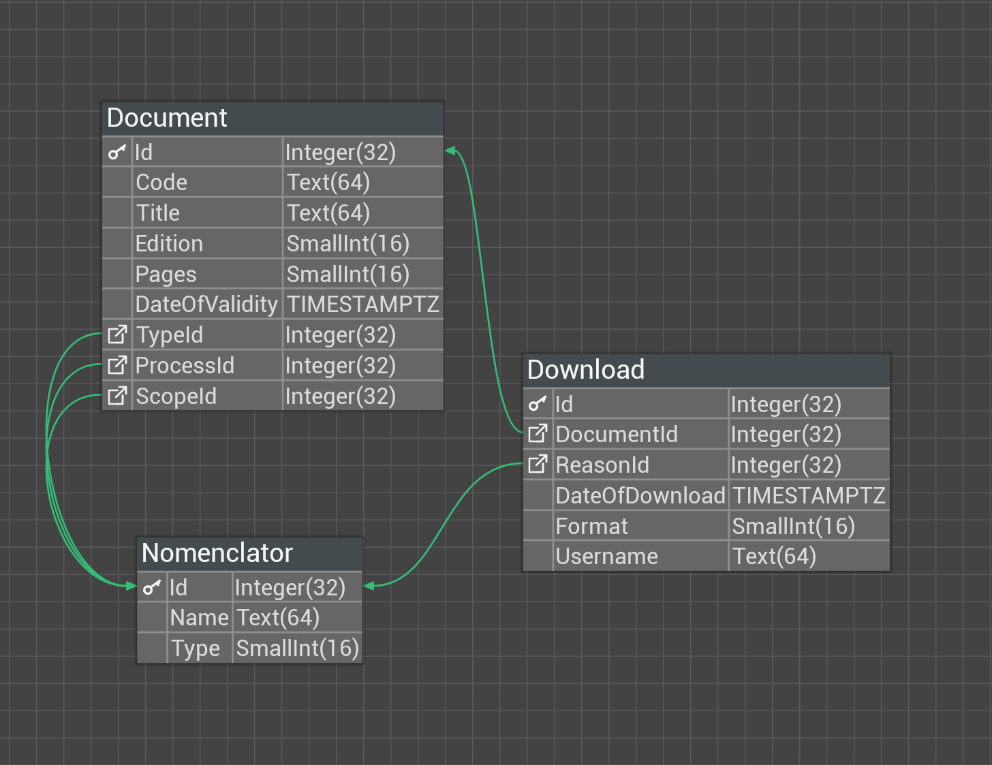 Document
Id Integer(32)
Code Text(64)
Title Text(64)
Edition SmallInt(16)
Pages SmallInt(16)
DateOfValidity TIMESTAMPTZ
TypeId Integer(32)
ProcessId Integer(32)
ScopeId Integer(32)
Download
Id Integer(32)
DocumentId Integer(32)
ReasonId Integer(32)
DateOfDownload TIMESTAMPTZ
Format SmallInt(16)
Username Text(64)
Nomenclator
Id Integer(32)
Name Text(64)
Type SmallInt(16)